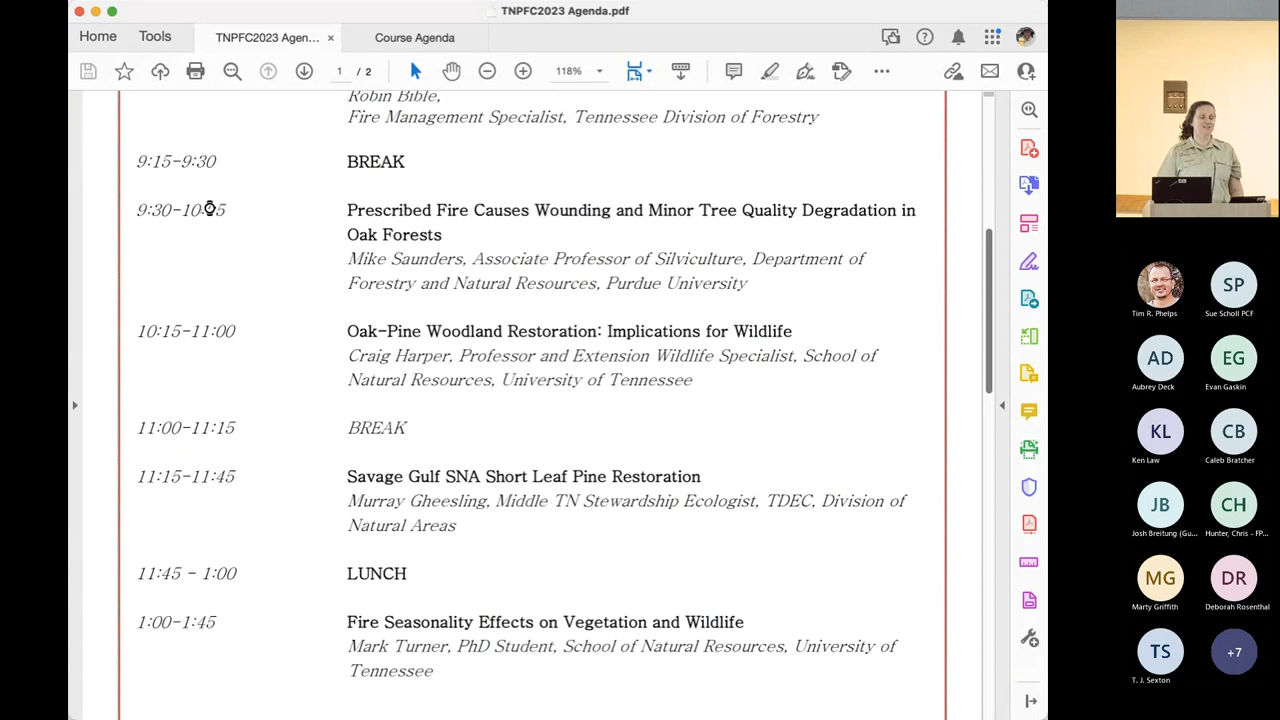 TNPFC2023 Agenda.pdf
Home
Tools
TNPFC2023 Agen...
×
Course Agenda
1 / 2
118%
Robin Bible,
Fire Management Specialist, Tennessee Division of Forestry
9:15-9:30
BREAK
9:30-10:15
Prescribed Fire Causes Wounding and Minor Tree Quality Degradation in
Oak Forests
Mike Saunders, Associate Professor of Silviculture, Department of
Forestry and Natural Resources, Purdue University
10:15-11:00
Oak-Pine Woodland Restoration: Implications for Wildlife
Craig Harper, Professor and Extension Wildlife Specialist, School of
Natural Resources, University of Tennessee
11:00-11:15
BREAK
11:15-11:45
Savage Gulf SNA Short Leaf Pine Restoration
Murray Gheesling, Middle TN Stewardship Ecologist, TDEC, Division of
Natural Areas
11:45 - 1:00
LUNCH
1:00-1:45
Fire Seasonality Effects on Vegetation and Wildlife
Mark Turner, PhD Student, School of Natural Resources, University of
Tennessee
Tim R. Phelps
SP
Sue Scholl PCF
AD
Aubrey Deck
EG
Evan Gaskin
KL
Ken Law
CB
Caleb Bratcher
JB
Josh Breitung (Gu...
CH
Hunter, Chris - FP...
MG
Marty Griffith
DR
Deborah Rosenthal
TS
T. J. Sexton
+7